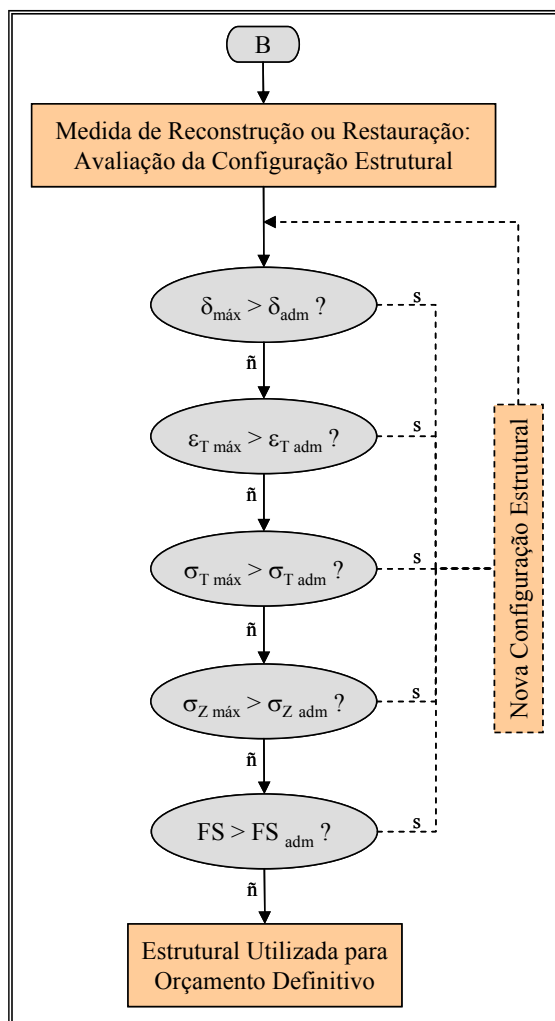 B
Medida de Reconstrução ou Restauração:
Avaliação da Configuração Estrutural
δmáx > δadm ?
s
ñ
εT máx > εT adm ?
s
ñ
σT máx > σT adm ?
s
ñ
σZ máx > σZ adm ?
s
ñ
FS > FS adm ?
s
ñ
Nova Configuração Estrutural
Estrutural Utilizada para
Orçamento Definitivo